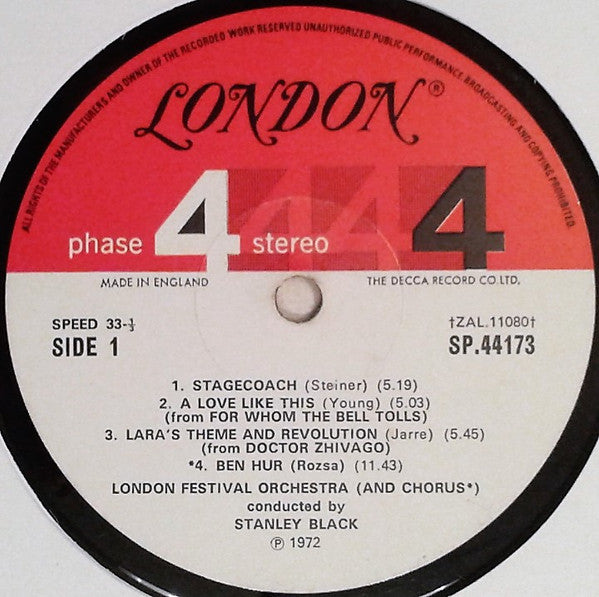 ALL RIGHTS OF THE MANUFACTURERS AND OWNER OF THE RECORDED WORK RESERVED UNAUTHORIZED PUBLIC PERFORMANCE BROADCASTING AND COPYING PROHIBITED.
LONDON®
phase 4 stereo 4 4 4
MADE IN ENGLAND THE DECCA RECORD CO.LTD.
SPEED 33-⅓ †ZAL.11080†
SIDE 1 SP.44173
1. STAGECOACH (Steiner) (5.19)
2. A LOVE LIKE THIS (Young) (5.03)
(from FOR WHOM THE BELL TOLLS)
3. LARA'S THEME AND REVOLUTION (Jarre) (5.45)
(from DOCTOR ZHIVAGO)
*4. BEN HUR (Rozsa) (11.43)
LONDON FESTIVAL ORCHESTRA (AND CHORUS*)
conducted by
STANLEY BLACK
℗ 1972